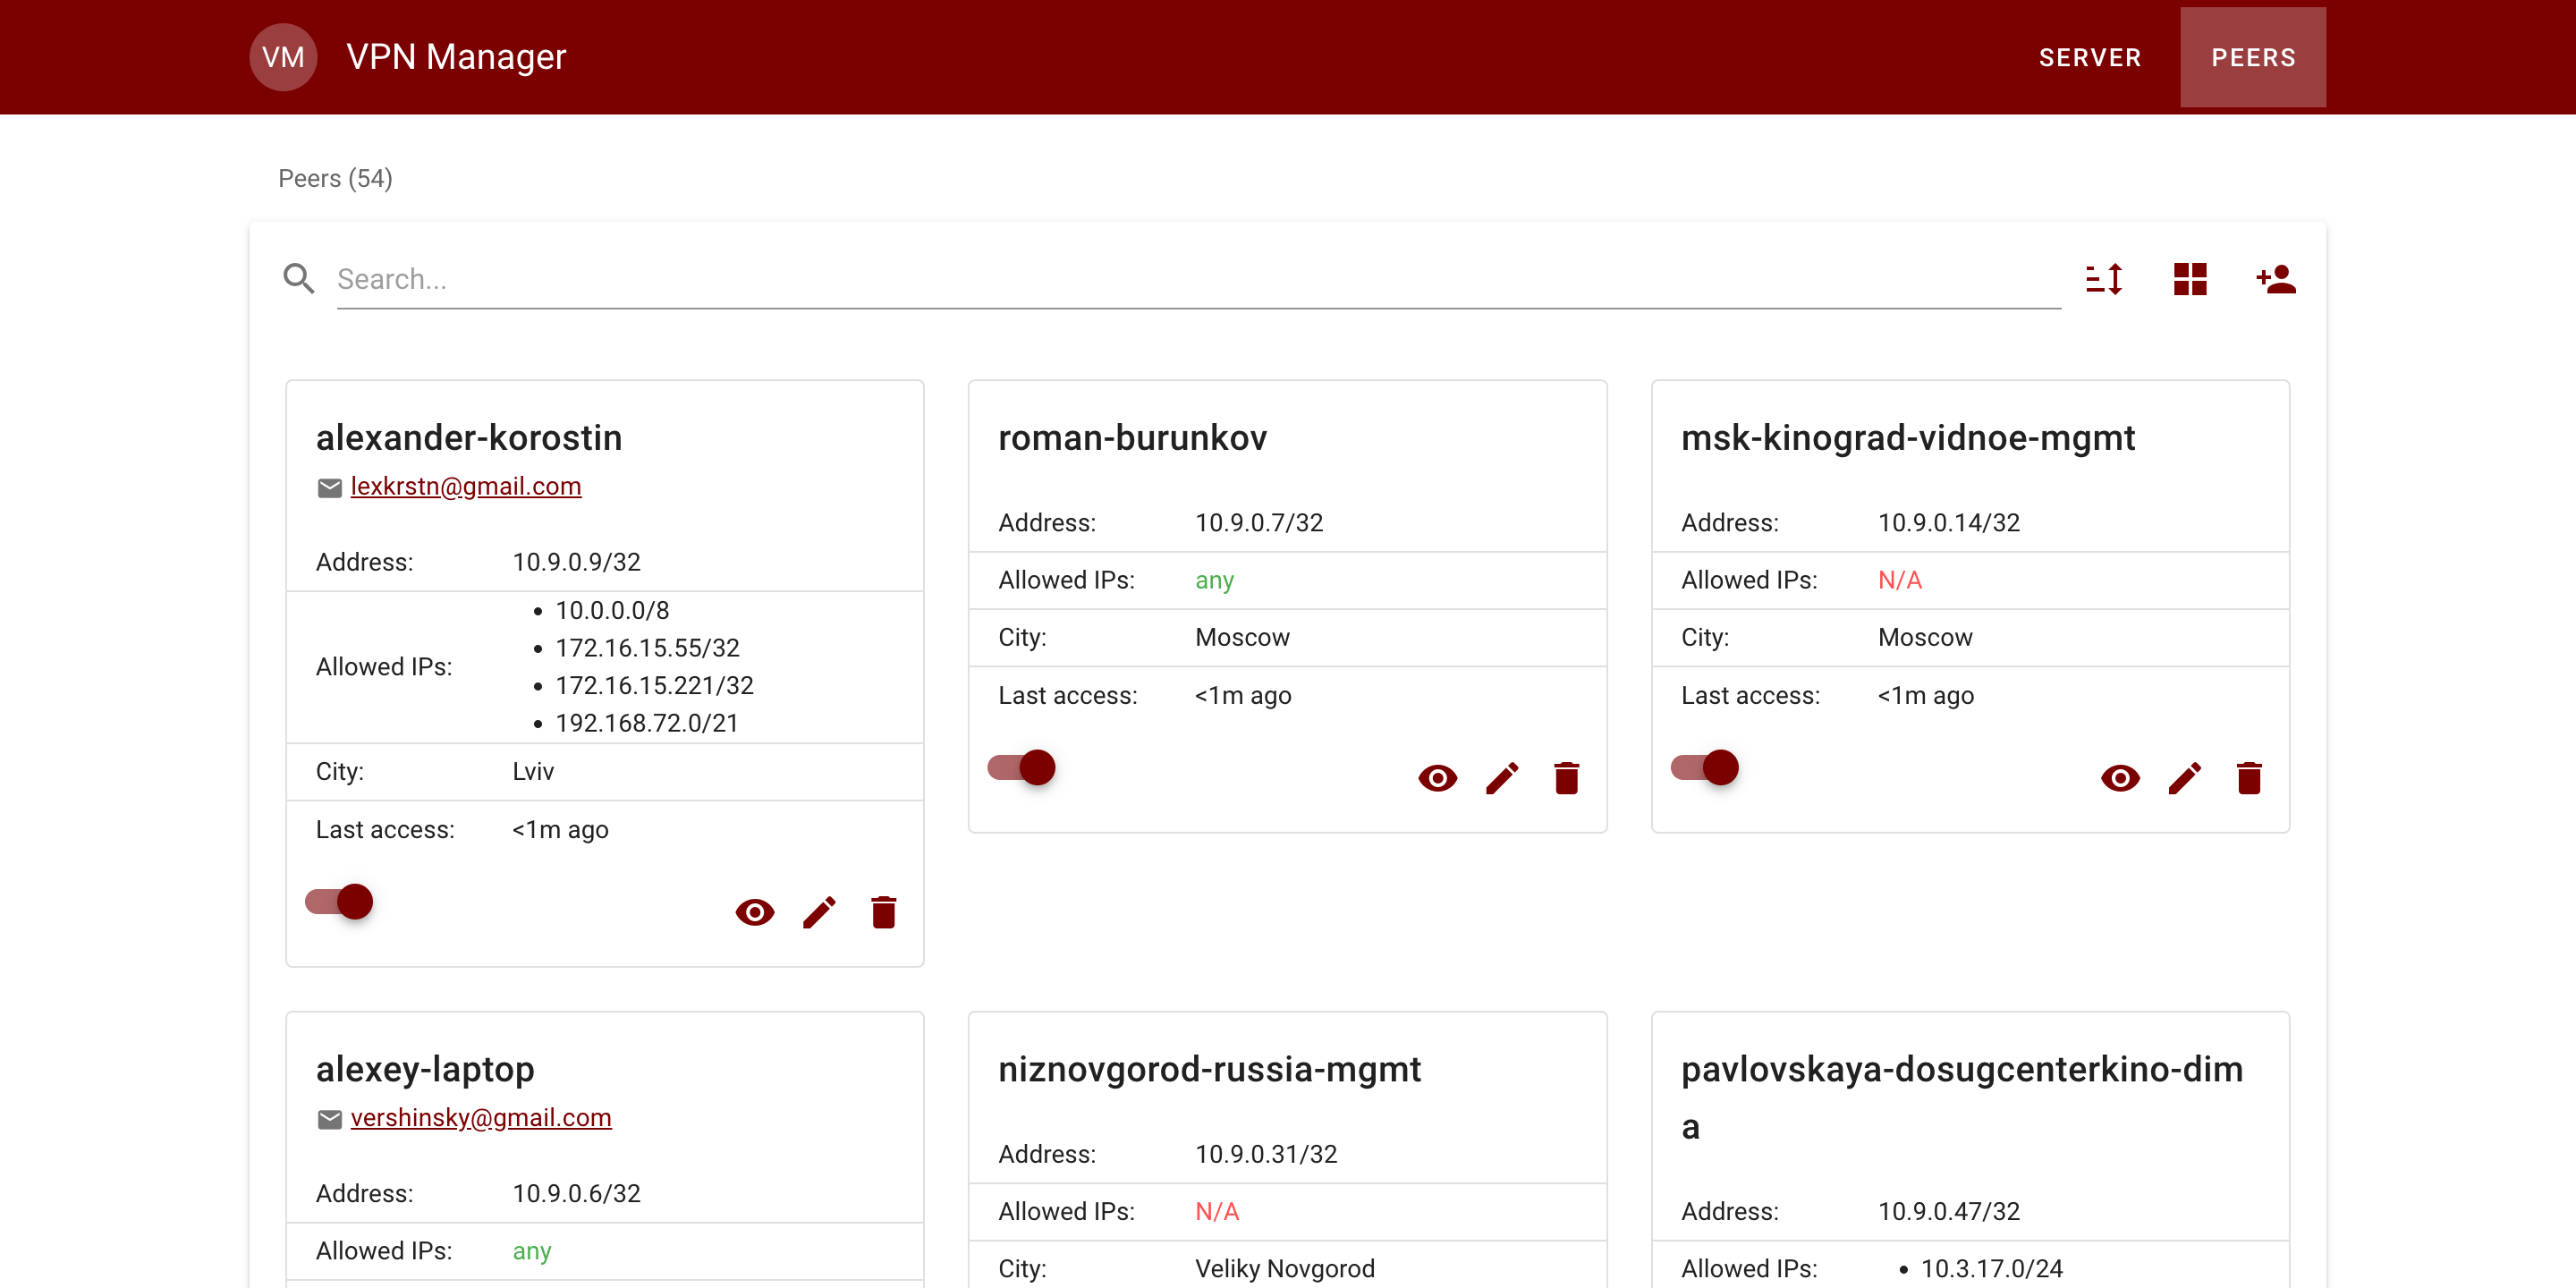 VM VPN Manager SERVER PEERS
Peers (54)
Search...
alexander-korostin
lexkrstn@gmail.com
Address: 10.9.0.9/32
Allowed IPs:
• 10.0.0.0/8
• 172.16.15.55/32
• 172.16.15.221/32
• 192.168.72.0/21
City: Lviv
Last access: <1m ago
roman-burunkov
Address: 10.9.0.7/32
Allowed IPs: any
City: Moscow
Last access: <1m ago
msk-kinograd-vidnoe-mgmt
Address: 10.9.0.14/32
Allowed IPs: N/A
City: Moscow
Last access: <1m ago
alexey-laptop
vershinsky@gmail.com
Address: 10.9.0.6/32
Allowed IPs: any
niznovgorod-russia-mgmt
Address: 10.9.0.31/32
Allowed IPs: N/A
City: Veliky Novgorod
pavlovskaya-dosugcenterkino-dim
a
Address: 10.9.0.47/32
Allowed IPs: • 10.3.17.0/24